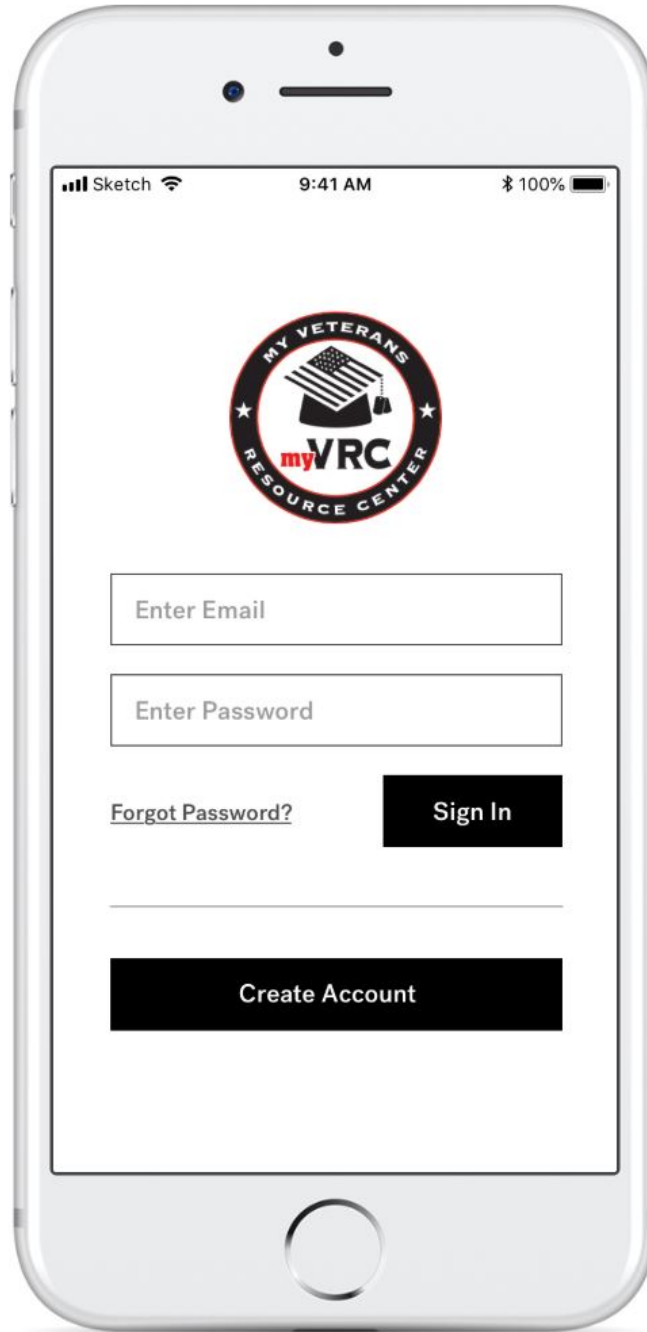 Sketch 9:41 AM 100%
MY VETERANS
myVRC
RESOURCE CENTER
Enter Email
Enter Password
Forgot Password? Sign In
Create Account